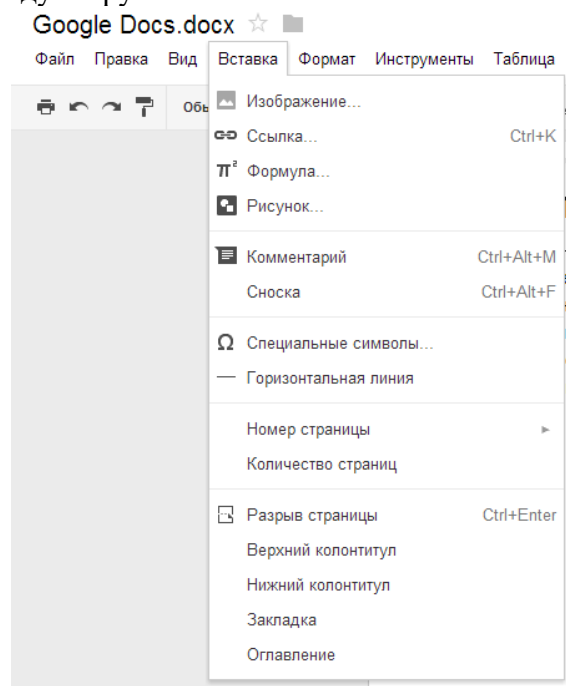 Google Docs.docx
Файл Правка Вид Вставка Формат Инструменты Таблица
Изображение...
Ссылка... Ctrl+K
Формула...
Рисунок...
Комментарий Ctrl+Alt+M
Сноска Ctrl+Alt+F
Специальные символы...
Горизонтальная линия
Номер страницы
Количество страниц
Разрыв страницы Ctrl+Enter
Верхний колонтитул
Нижний колонтитул
Закладка
Оглавление